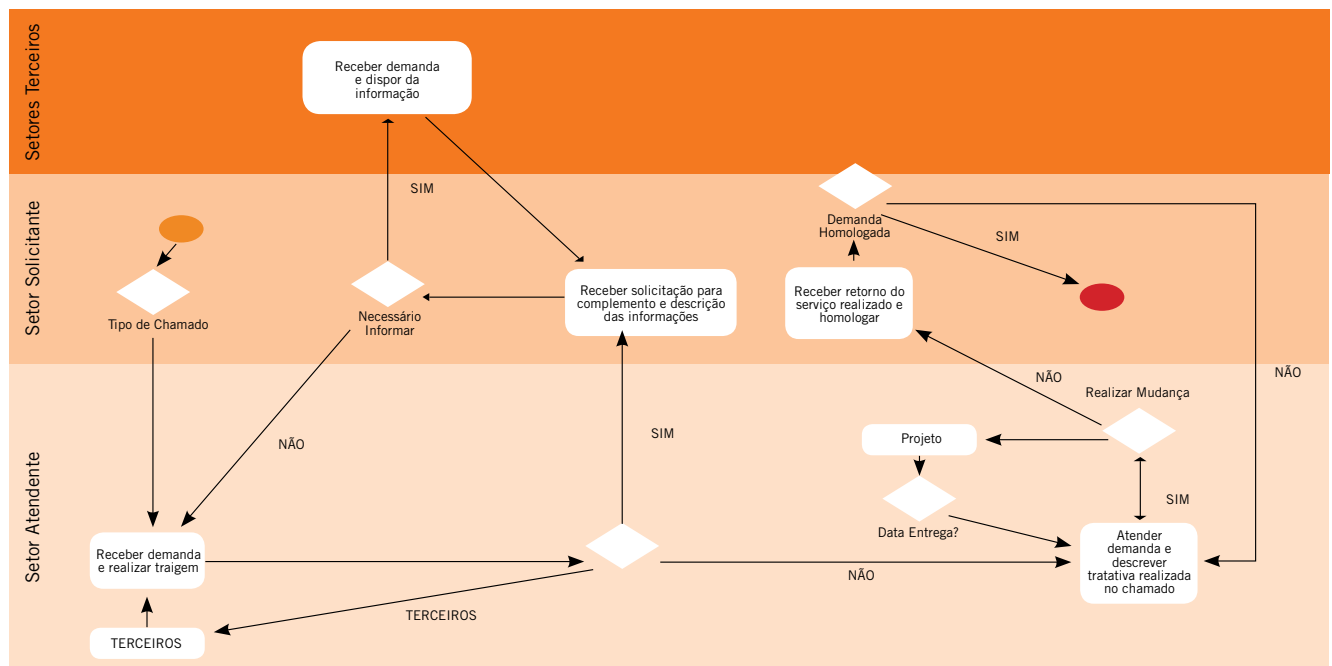 Setores Terceiros
Receber demanda
e dispor da
informação
SIM
Setor Solicitante
Tipo de Chamado
Necessário
Informar
Receber solicitação para
complemento e descrição
das informações
Demanda
Homologada
SIM
Receber retorno do
serviço realizado e
homologar
NÃO
Setor Atendente
NÃO
SIM
NÃO
Realizar Mudança
Projeto
SIM
Data Entrega?
Receber demanda
e realizar traigem
NÃO
Atender
demanda e
descrever
tratativa realizada
no chamado
TERCEIROS
TERCEIROS